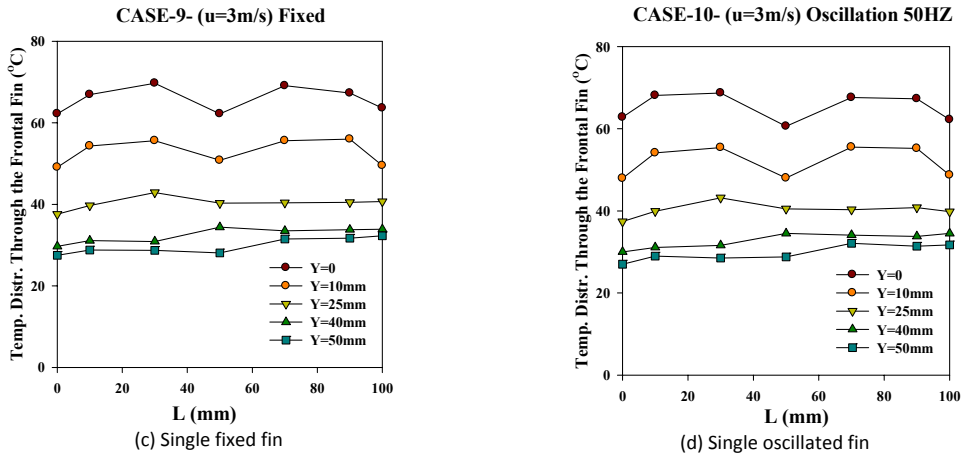 CASE-9- (u=3m/s) Fixed
Temp. Distr. Through the Frontal Fin (°C)
80
60
40
20
0
Y=0
Y=10mm
Y=25mm
Y=40mm
Y=50mm
0 20 40 60 80 100
L (mm)
(c) Single fixed fin
CASE-10- (u=3m/s) Oscillation 50HZ
Temp. Distr. Through the Frontal Fin (°C)
80
60
40
20
0
Y=0
Y=10mm
Y=25mm
Y=40mm
Y=50mm
0 20 40 60 80 100
L (mm)
(d) Single oscillated fin